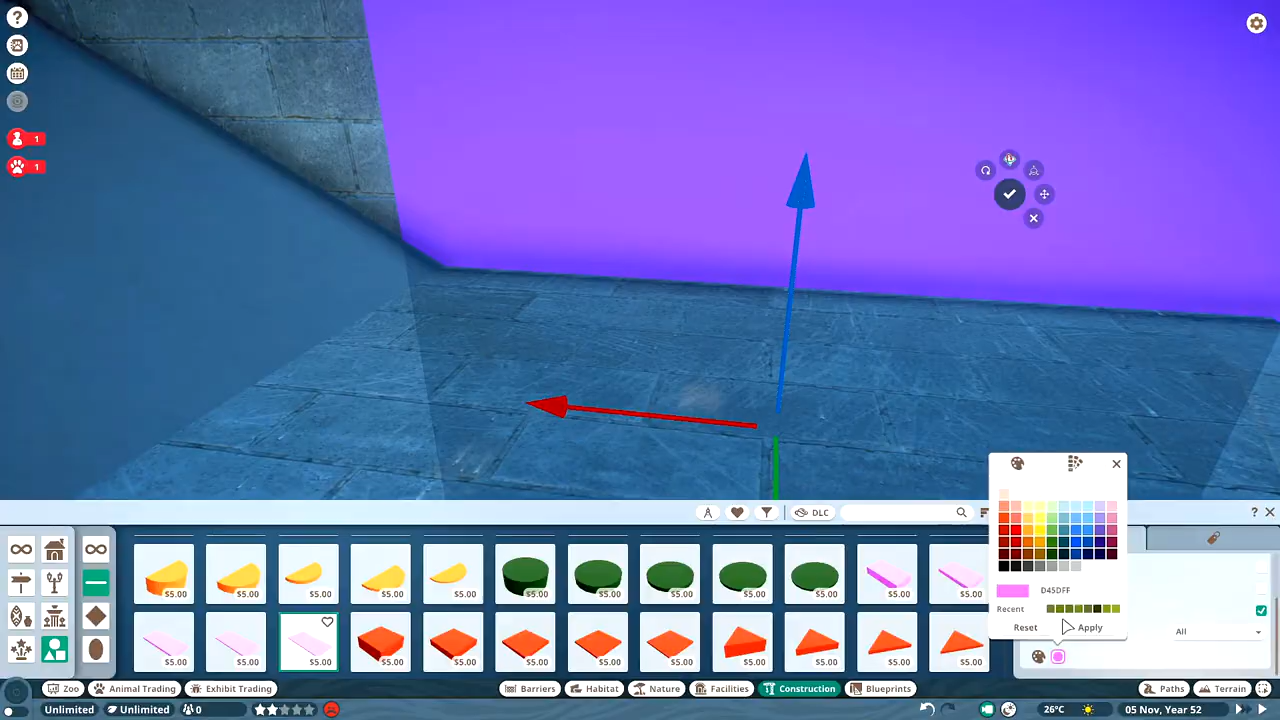 ?
1
1
DLC
?
D45DFF
Recent
Reset
Apply
All
$5.00 $5.00 $5.00 $5.00 $5.00 $5.00 $5.00 $5.00 $5.00 $5.00 $5.00 $5.00
$5.00 $5.00 $5.00 $5.00 $5.00 $5.00 $5.00 $5.00 $5.00 $5.00 $5.00 $5.00
Zoo Animal Trading Exhibit Trading Barriers Habitat Nature Facilities Construction Blueprints Paths Terrain
Unlimited Unlimited 0 26°C 05 Nov, Year 52